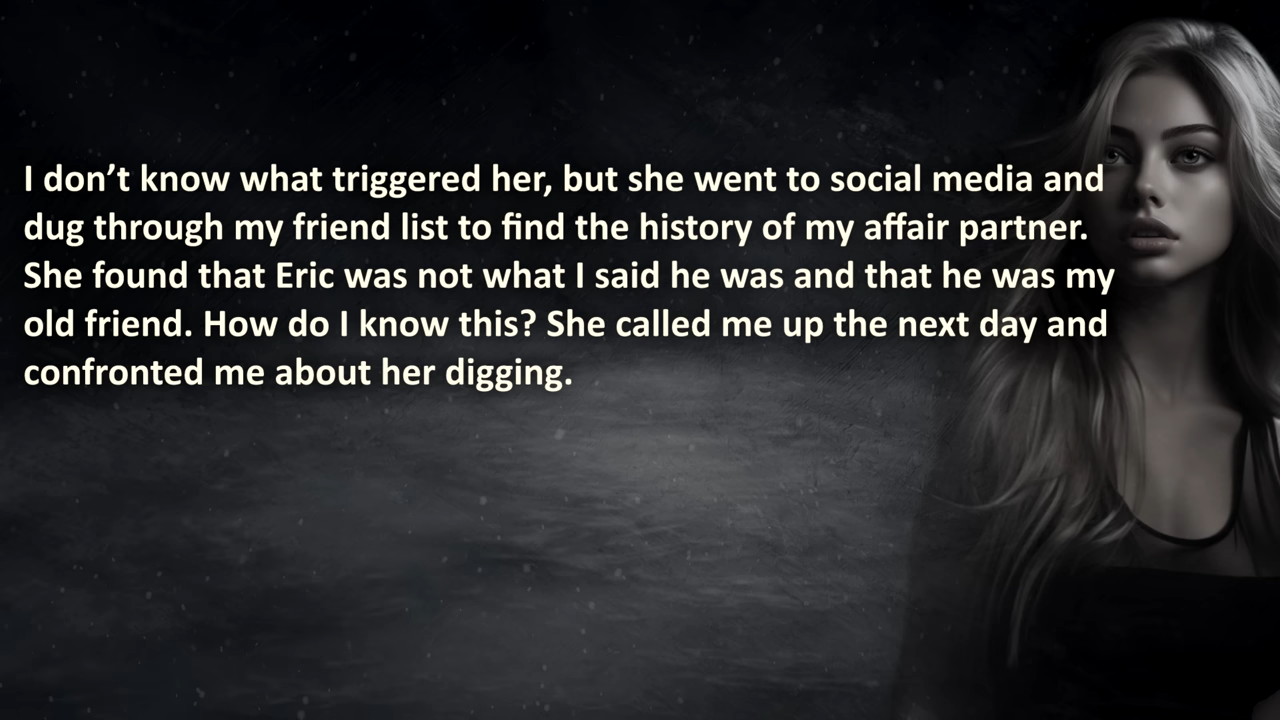 I don’t know what triggered her, but she went to social media and
dug through my friend list to find the history of my affair partner.
She found that Eric was not what I said he was and that he was my
old friend. How do I know this? She called me up the next day and
confronted me about her digging.